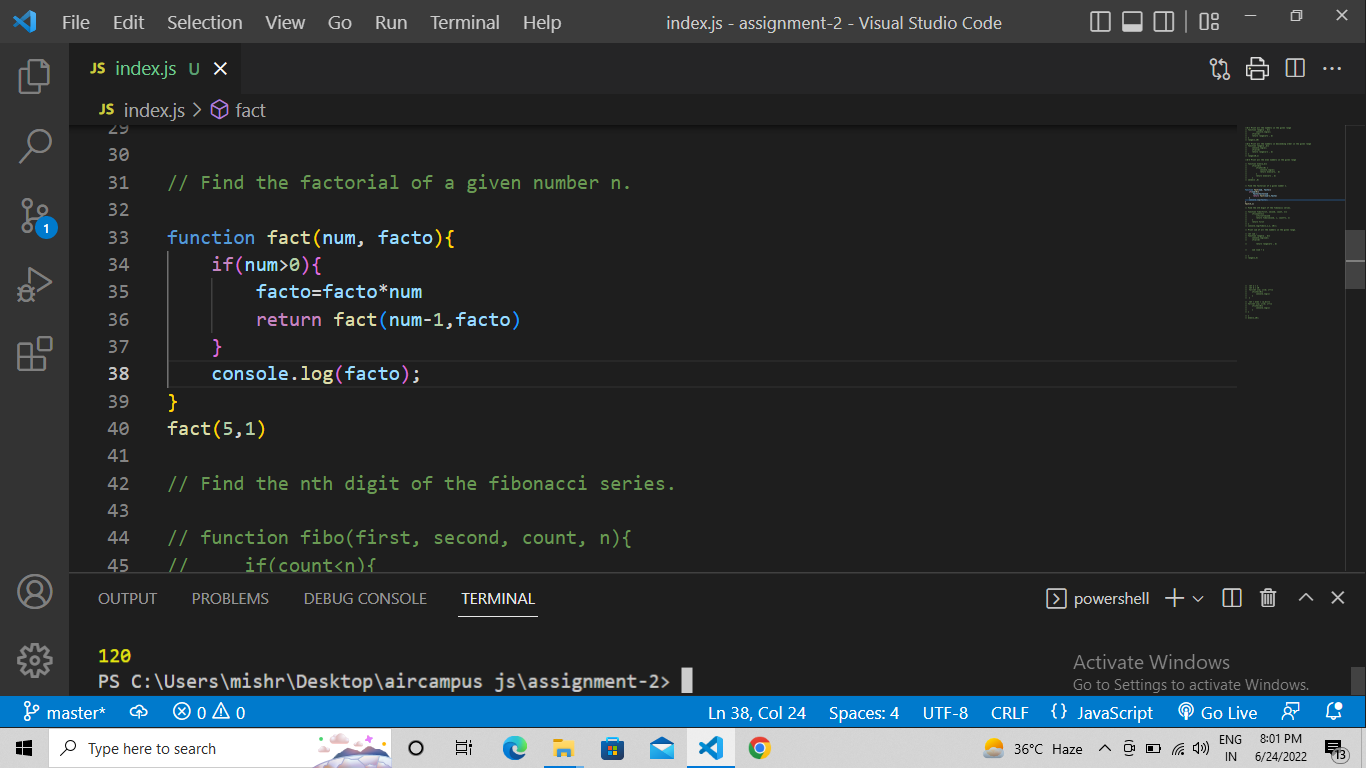 File Edit Selection View Go Run Terminal Help index.js - assignment-2 - Visual Studio Code
JS index.js U
JS index.js > fact
29
30
31 // Find the factorial of a given number n.
32
33 function fact(num, facto){
34 if(num>0){
35 facto=facto*num
36 return fact(num-1,facto)
37 }
38 console.log(facto);
39 }
40 fact(5,1)
41
42 // Find the nth digit of the fibonacci series.
43
44 // function fibo(first, second, count, n){
45 // if(count<n){
1
OUTPUT PROBLEMS DEBUG CONSOLE TERMINAL powershell
120
PS C:\Users\mishr\Desktop\aircampus js\assignment-2>
Activate Windows
Go to Settings to activate Windows.
master* 0 0 Ln 38, Col 24 Spaces: 4 UTF-8 CRLF {} JavaScript Go Live
Type here to search 36°C Haze ENG IN 8:01 PM 6/24/2022 13